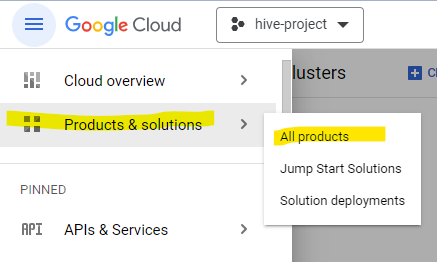 Google Cloud
hive-project
Cloud overview
lusters
Products & solutions
All products
Jump Start Solutions
Solution deployments
PINNED
API
APIs & Services